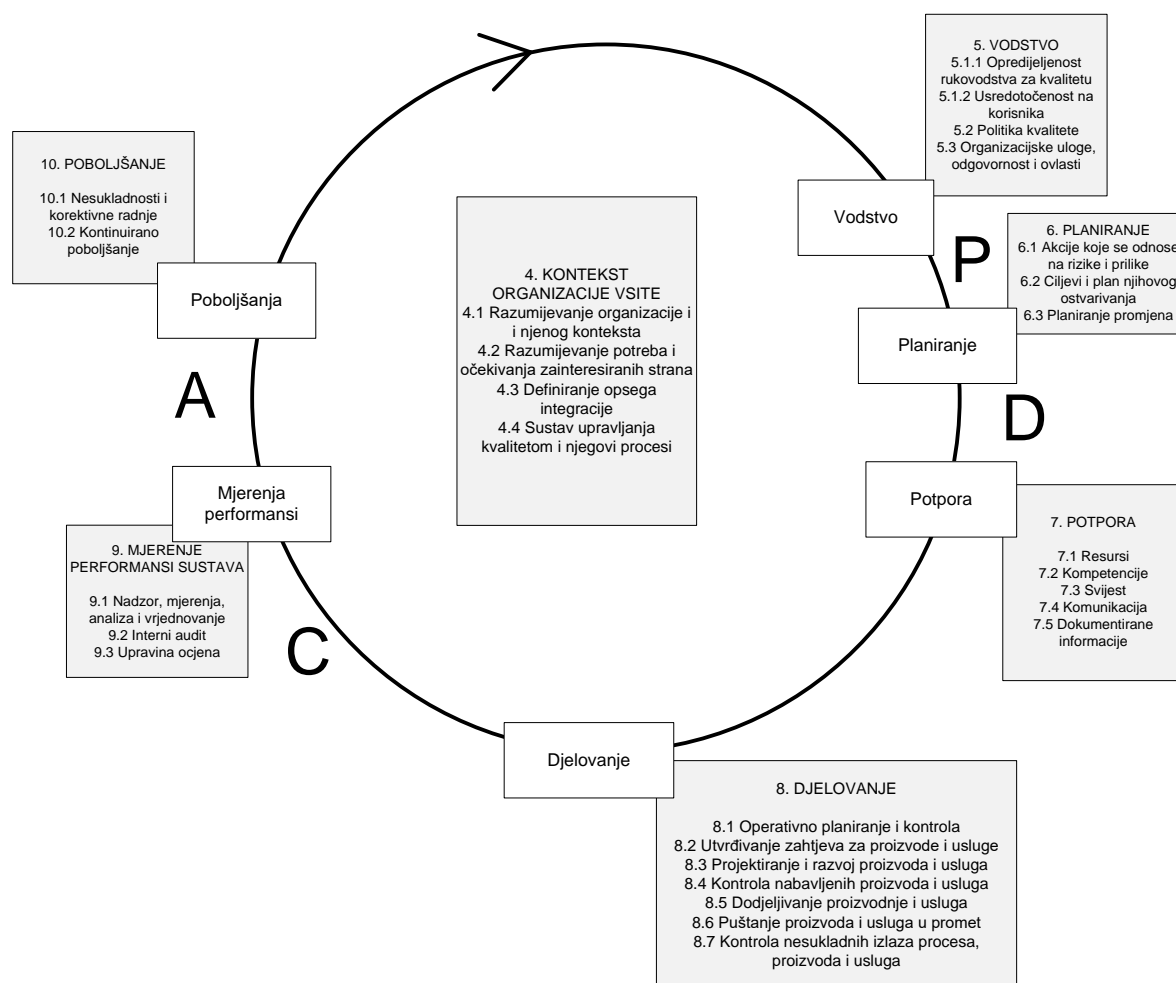 5. VODSTVO
5.1.1 Opredijeljenost
rukovodstva za kvalitetu
5.1.2 Usredotočenost na
korisnika
5.2 Politika kvalitete
5.3 Organizacijske uloge,
odgovornost i ovlasti
Vodstvo
10. POBOLJŠANJE
10.1 Nesukladnosti i
korektivne radnje
10.2 Kontinuirano
poboljšanje
Poboljšanja
4. KONTEKST
ORGANIZACIJE VSITE
4.1 Razumijevanje organizacije i
i njenog konteksta
4.2 Razumijevanje potreba i
očekivanja zainteresiranih strana
4.3 Definiranje opsega
integracije
4.4 Sustav upravljanja
kvalitetom i njegovi procesi
P
6. PLANIRANJE
6.1 Akcije koje se odnose
na rizike i prilike
6.2 Ciljevi i plan njihovog
ostvarivanja
6.3 Planiranje promjena
Planiranje
A
D
Mjerenja
performansi
Potpora
9. MJERENJE
PERFORMANSI SUSTAVA
9.1 Nadzor, mjerenja,
analiza i vrjednovanje
9.2 Interni audit
9.3 Upravina ocjena
7. POTPORA
7.1 Resursi
7.2 Kompetencije
7.3 Svijest
7.4 Komunikacija
7.5 Dokumentirane
informacije
C
Djelovanje
8. DJELOVANJE
8.1 Operativno planiranje i kontrola
8.2 Utvrđivanje zahtjeva za proizvode i usluge
8.3 Projektiranje i razvoj proizvoda i usluga
8.4 Kontrola nabavljenih proizvoda i usluga
8.5 Dodjeljivanje proizvodnje i usluga
8.6 Puštanje proizvoda i usluga u promet
8.7 Kontrola nesukladnih izlaza procesa,
proizvoda i usluga